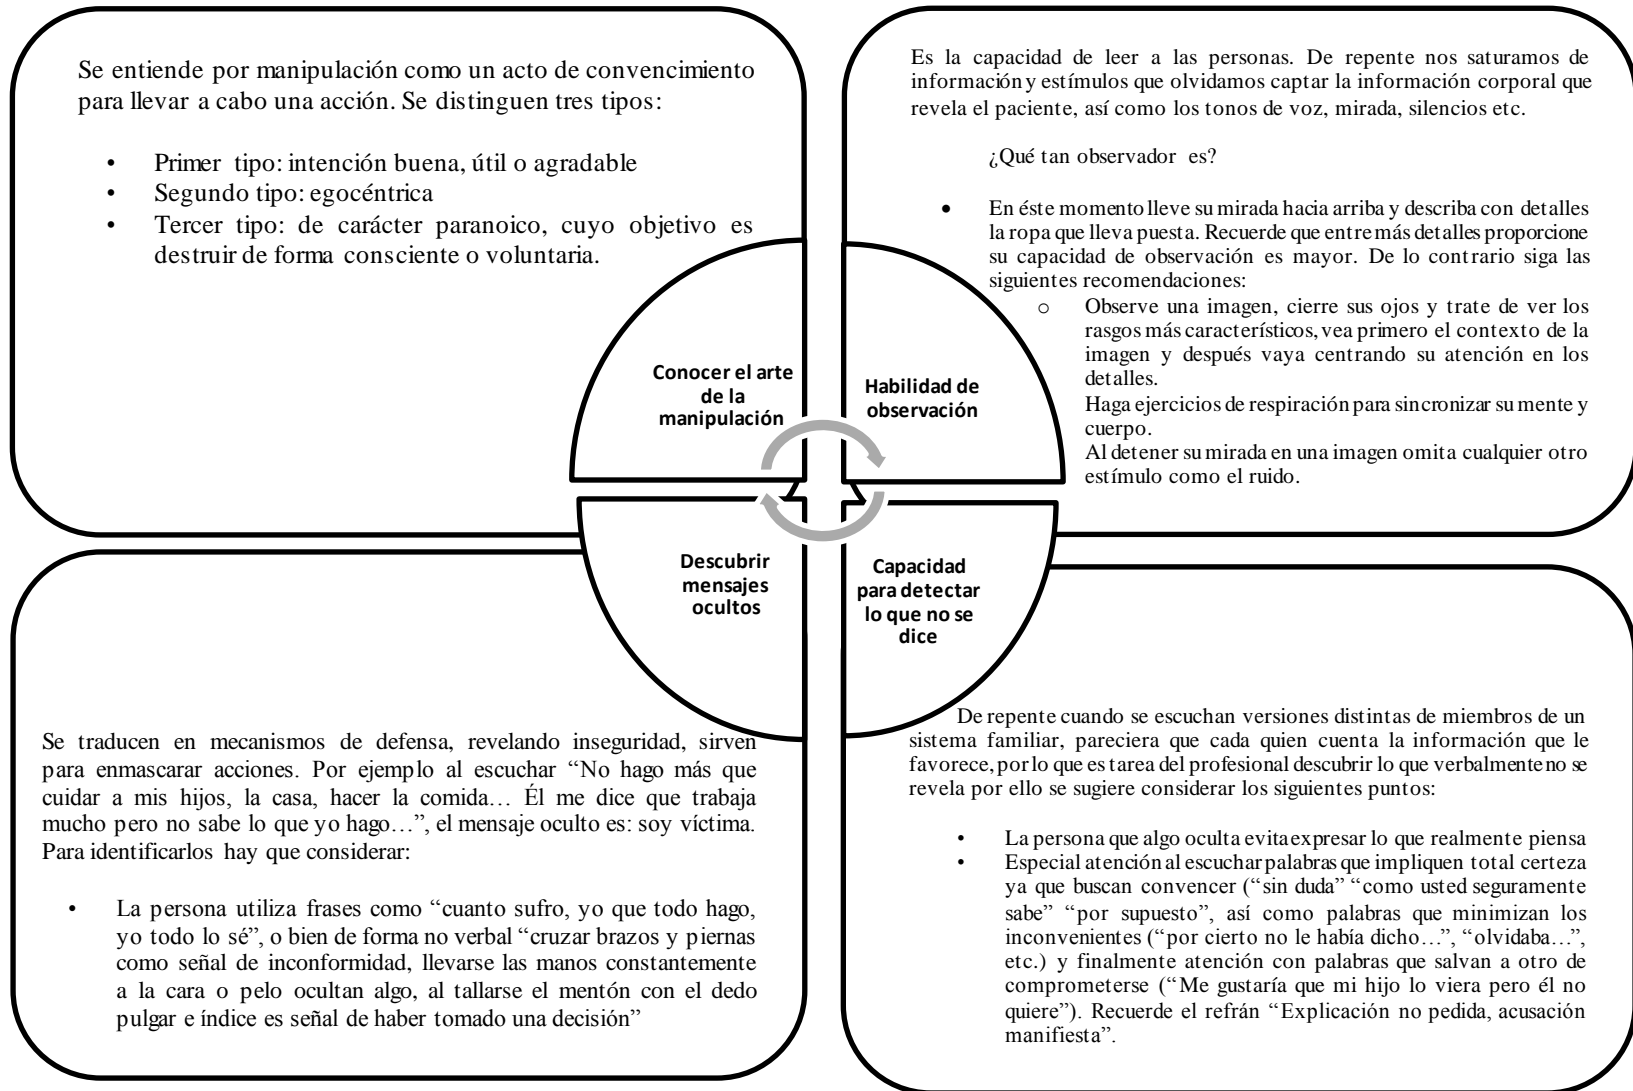 Se entiende por manipulación como un acto de convencimiento
para llevar a cabo una acción. Se distinguen tres tipos:
• Primer tipo: intención buena, útil o agradable
• Segundo tipo: egocéntrica
• Tercer tipo: de carácter paranoico, cuyo objetivo es
destruir de forma consciente o voluntaria.
Es la capacidad de leer a las personas. De repente nos saturamos de
información y estímulos que olvidamos captar la información corporal que
revela el paciente, así como los tonos de voz, mirada, silencios etc.
¿Qué tan observador es?
• En éste momento lleve su mirada hacia arriba y describa con detalles
la ropa que lleva puesta. Recuerde que entre más detalles proporcione
su capacidad de observación es mayor. De lo contrario siga las
siguientes recomendaciones:
o Observe una imagen, cierre sus ojos y trate de ver los
rasgos más característicos, vea primero el contexto de la
imagen y después vaya centrando su atención en los
detalles.
Haga ejercicios de respiración para sincronizar su mente y
cuerpo.
Al detener su mirada en una imagen omita cualquier otro
estímulo como el ruido.
Conocer el arte
de la
manipulación
Habilidad de
observación
Descubrir
mensajes
ocultos
Capacidad
para detectar
lo que no se
dice
Se traducen en mecanismos de defensa, revelando inseguridad, sirven
para enmascarar acciones. Por ejemplo al escuchar “No hago más que
cuidar a mis hijos, la casa, hacer la comida… Él me dice que trabaja
mucho pero no sabe lo que yo hago…”, el mensaje oculto es: soy víctima.
Para identificarlos hay que considerar:
• La persona utiliza frases como “cuanto sufro, yo que todo hago,
yo todo lo sé”, o bien de forma no verbal “cruzar brazos y piernas
como señal de inconformidad, llevarse las manos constantemente
a la cara o pelo ocultan algo, al tallarse el mentón con el dedo
pulgar e índice es señal de haber tomado una decisión”
De repente cuando se escuchan versiones distintas de miembros de un
sistema familiar, pareciera que cada quien cuenta la información que le
favorece, por lo que es tarea del profesional descubrir lo que verbalmente no se
revela por ello se sugiere considerar los siguientes puntos:
• La persona que algo oculta evita expresar lo que realmente piensa
• Especial atención al escuchar palabras que impliquen total certeza
ya que buscan convencer (“sin duda” “como usted seguramente
sabe” “por supuesto”, así como palabras que minimizan los
inconvenientes (“por cierto no le había dicho…”, “olvidaba…”,
etc.) y finalmente atención con palabras que salvan a otro de
comprometerse (“Me gustaría que mi hijo lo viera pero él no
quiere”). Recuerde el refrán “Explicación no pedida, acusación
manifiesta”.